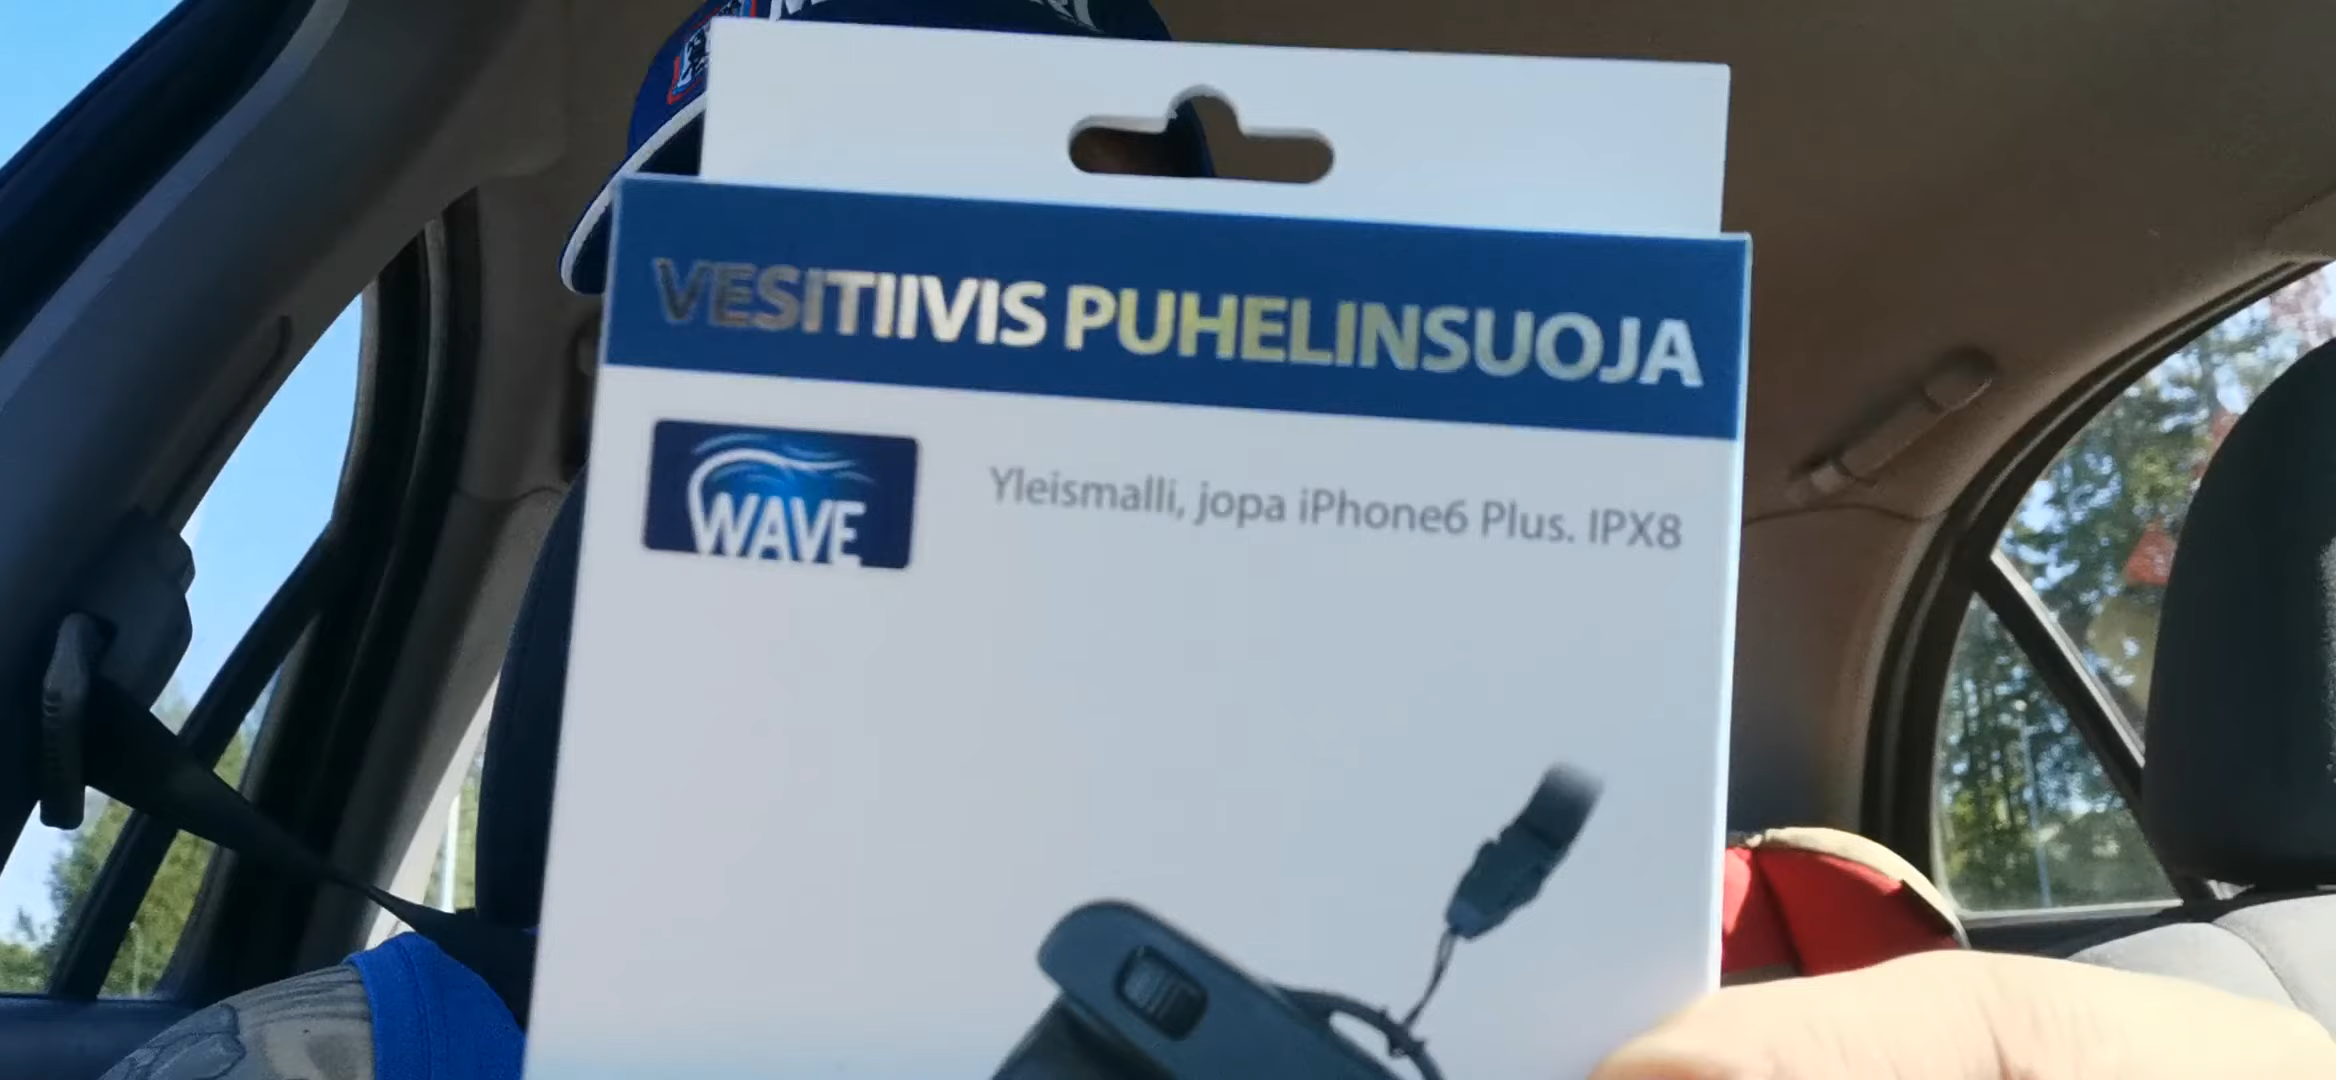 VESITIIVIS PUHELINSUOJA
WAVE
Yleismalli, jopa iPhone6 Plus. IPX8